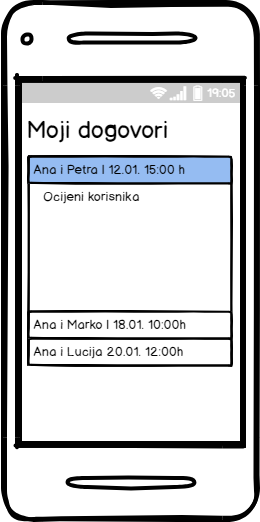 19:05
Moji dogovori
Ana i Petra | 12.01. 15:00 h
Ocijeni korisnika
Ana i Marko | 18.01. 10:00h
Ana i Lucija 20.01. 12:00h